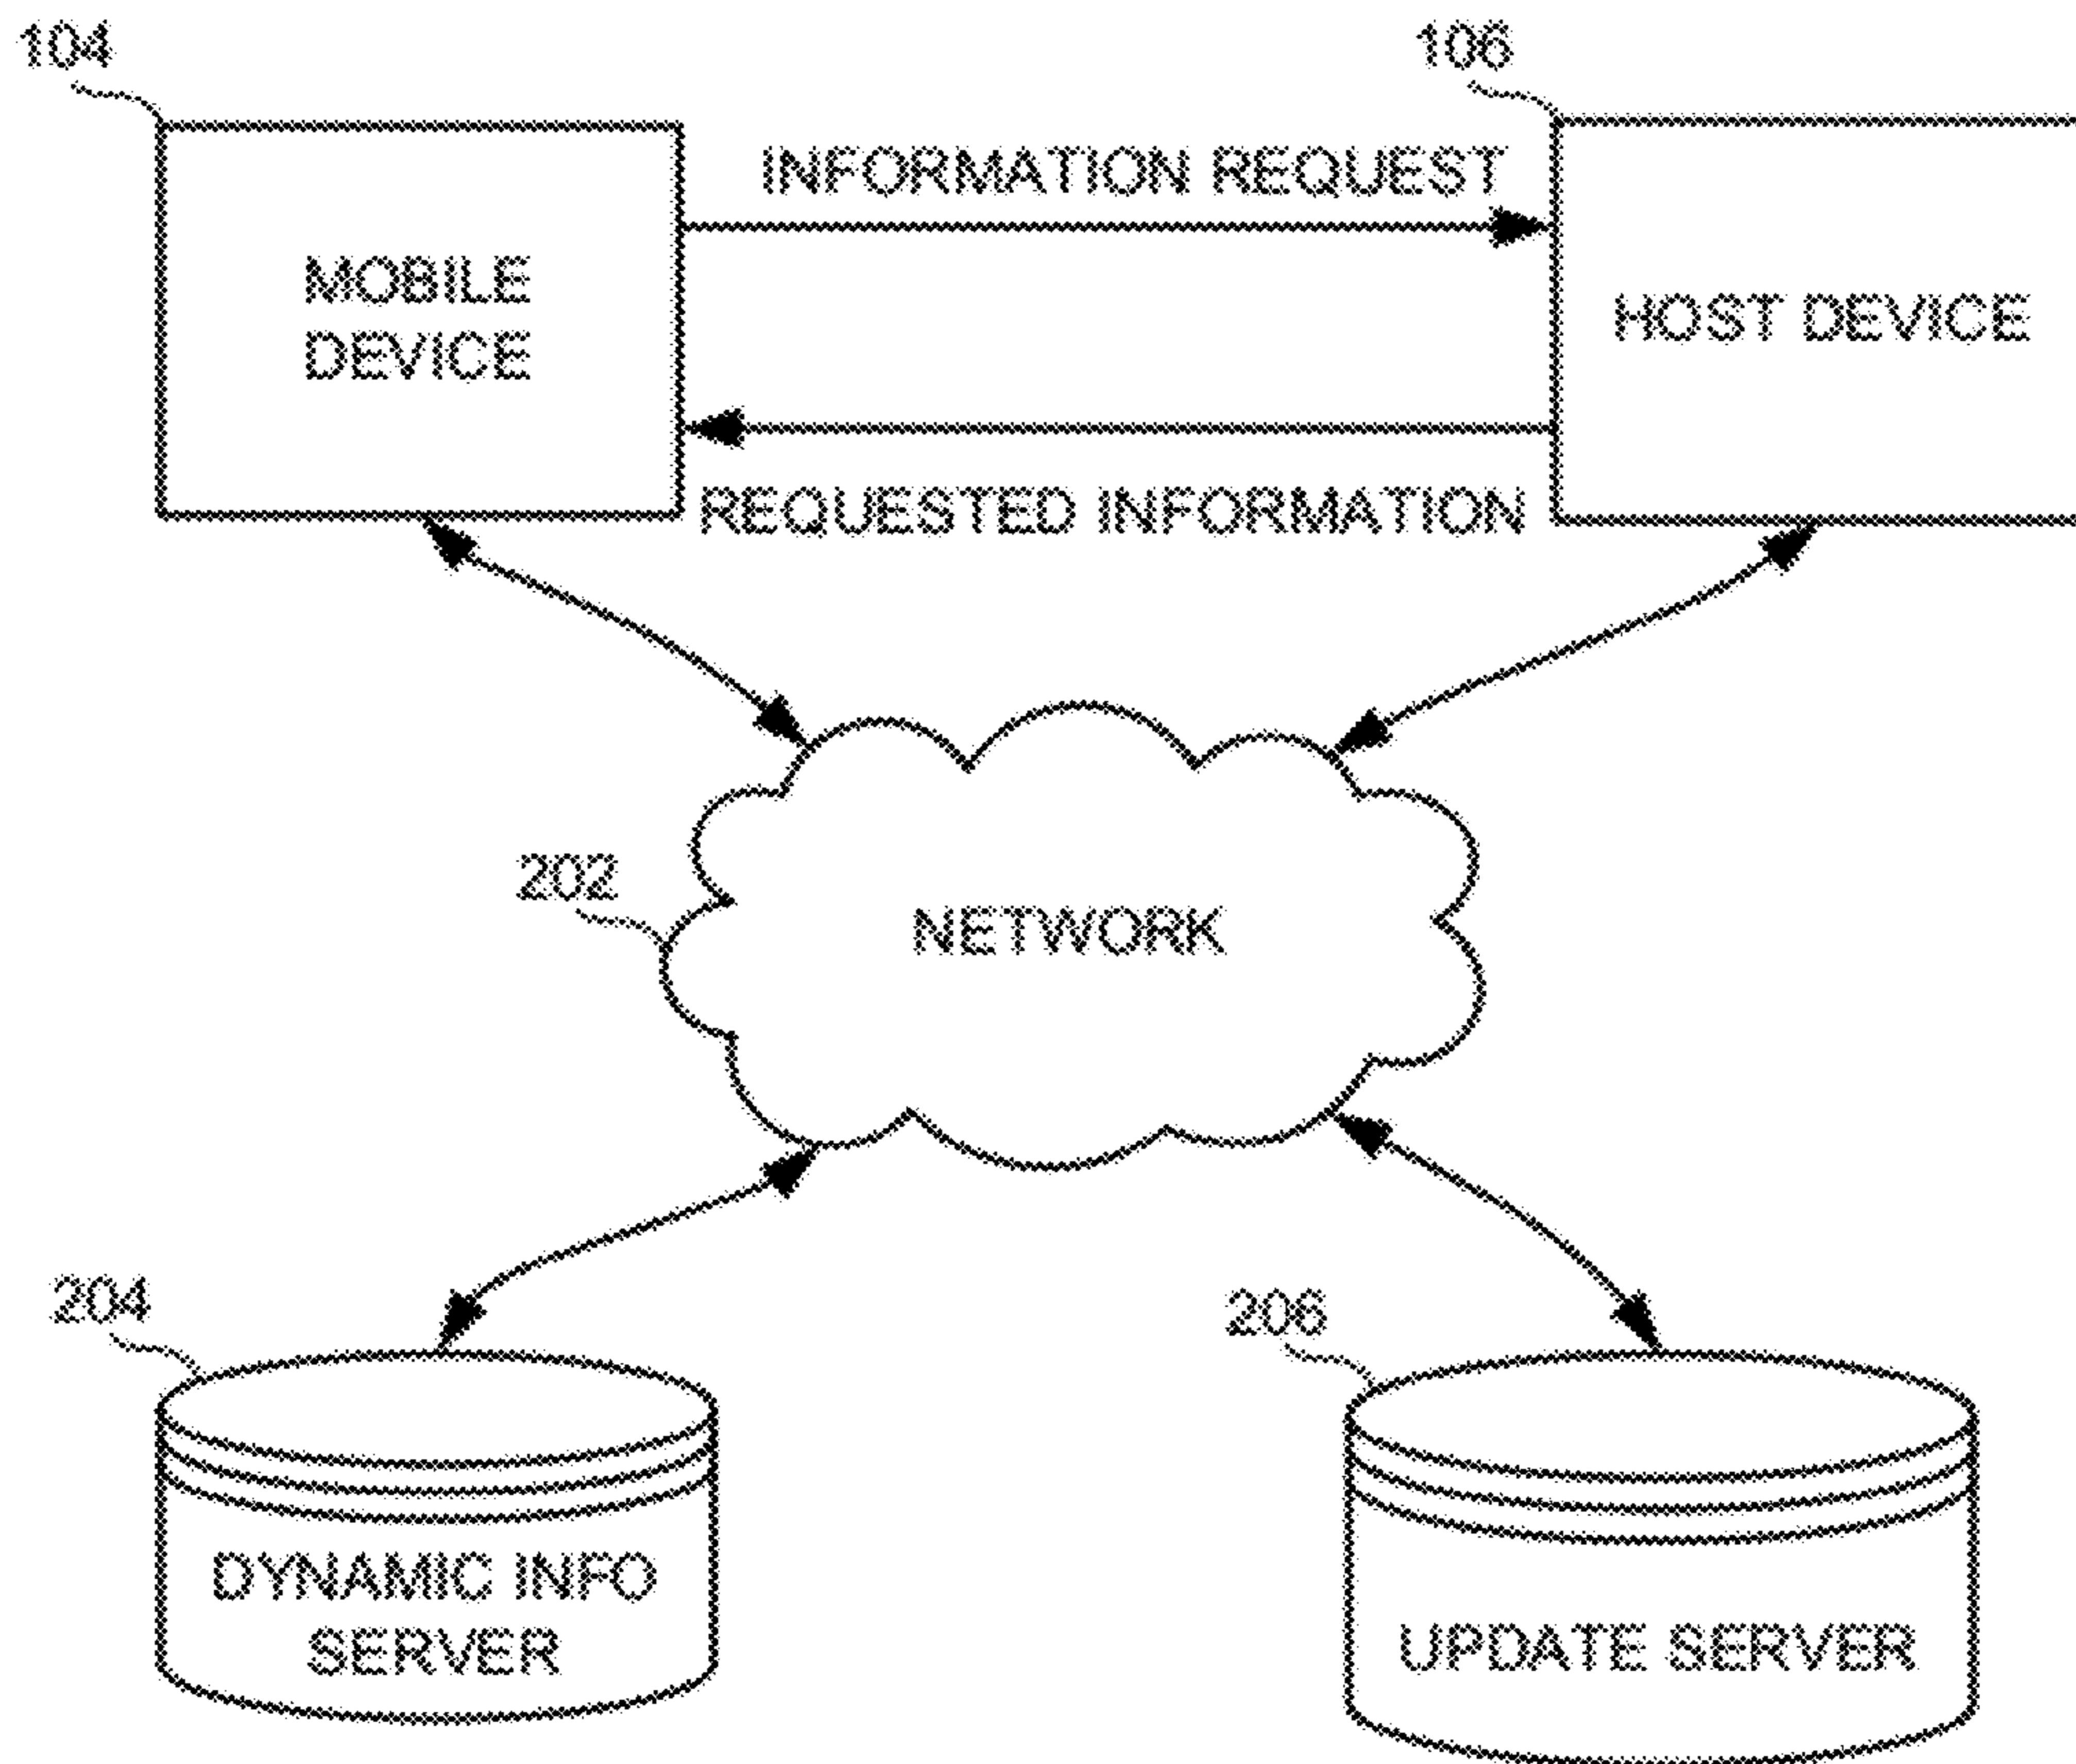 104
106
INFORMATION REQUEST
MOBILE
DEVICE
HOST DEVICE
REQUESTED INFORMATION
202
NETWORK
204
206
DYNAMIC INFO
SERVER
UPDATE SERVER